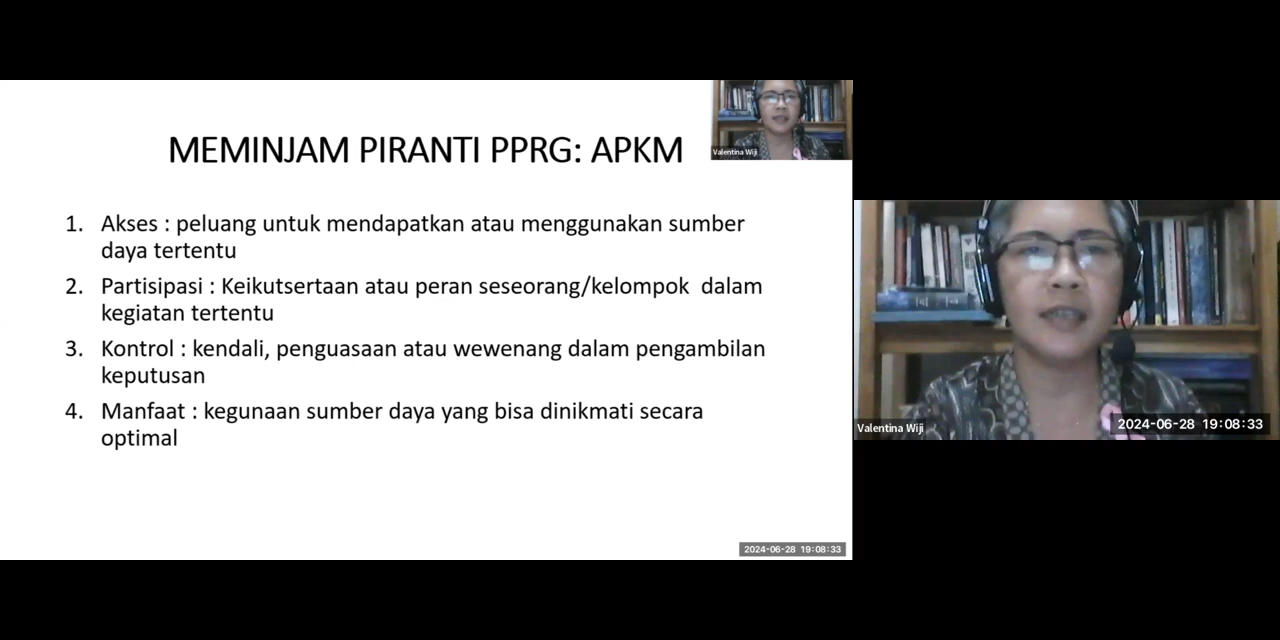 MEMINJAM PIRANTI PPRG: APKM
Valentina Wiji
1. Akses : peluang untuk mendapatkan atau menggunakan sumber
daya tertentu
2. Partisipasi : Keikutsertaan atau peran seseorang/kelompok  dalam
kegiatan tertentu
3. Kontrol : kendali, penguasaan atau wewenang dalam pengambilan
keputusan
4. Manfaat : kegunaan sumber daya yang bisa dinikmati secara
optimal
2024-06-28 19:08:33
Valentina Wiji
2024-06-28 19:08:33